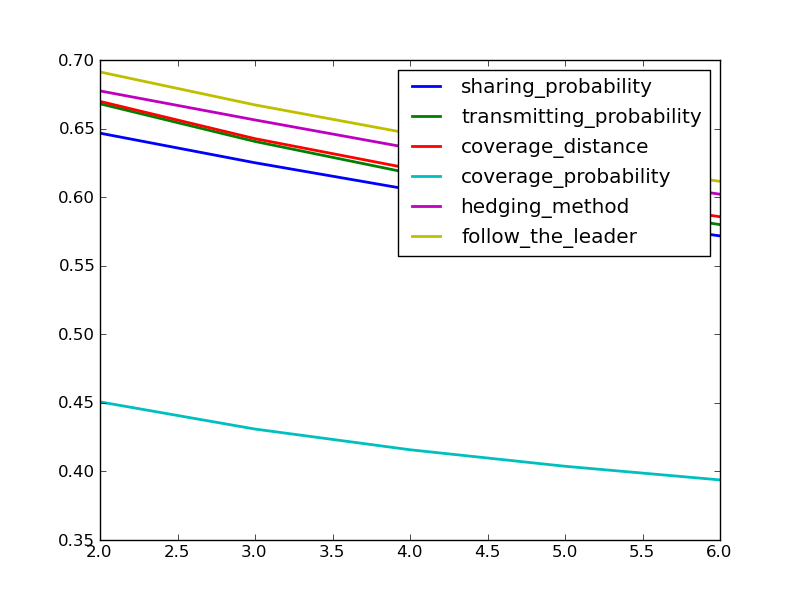 0.70
0.65
0.60
0.55
0.50
0.45
0.40
0.35
sharing_probability
transmitting_probability
coverage_distance
coverage_probability
hedging_method
follow_the_leader
2.0 2.5 3.0 3.5 4.0 4.5 5.0 5.5 6.0